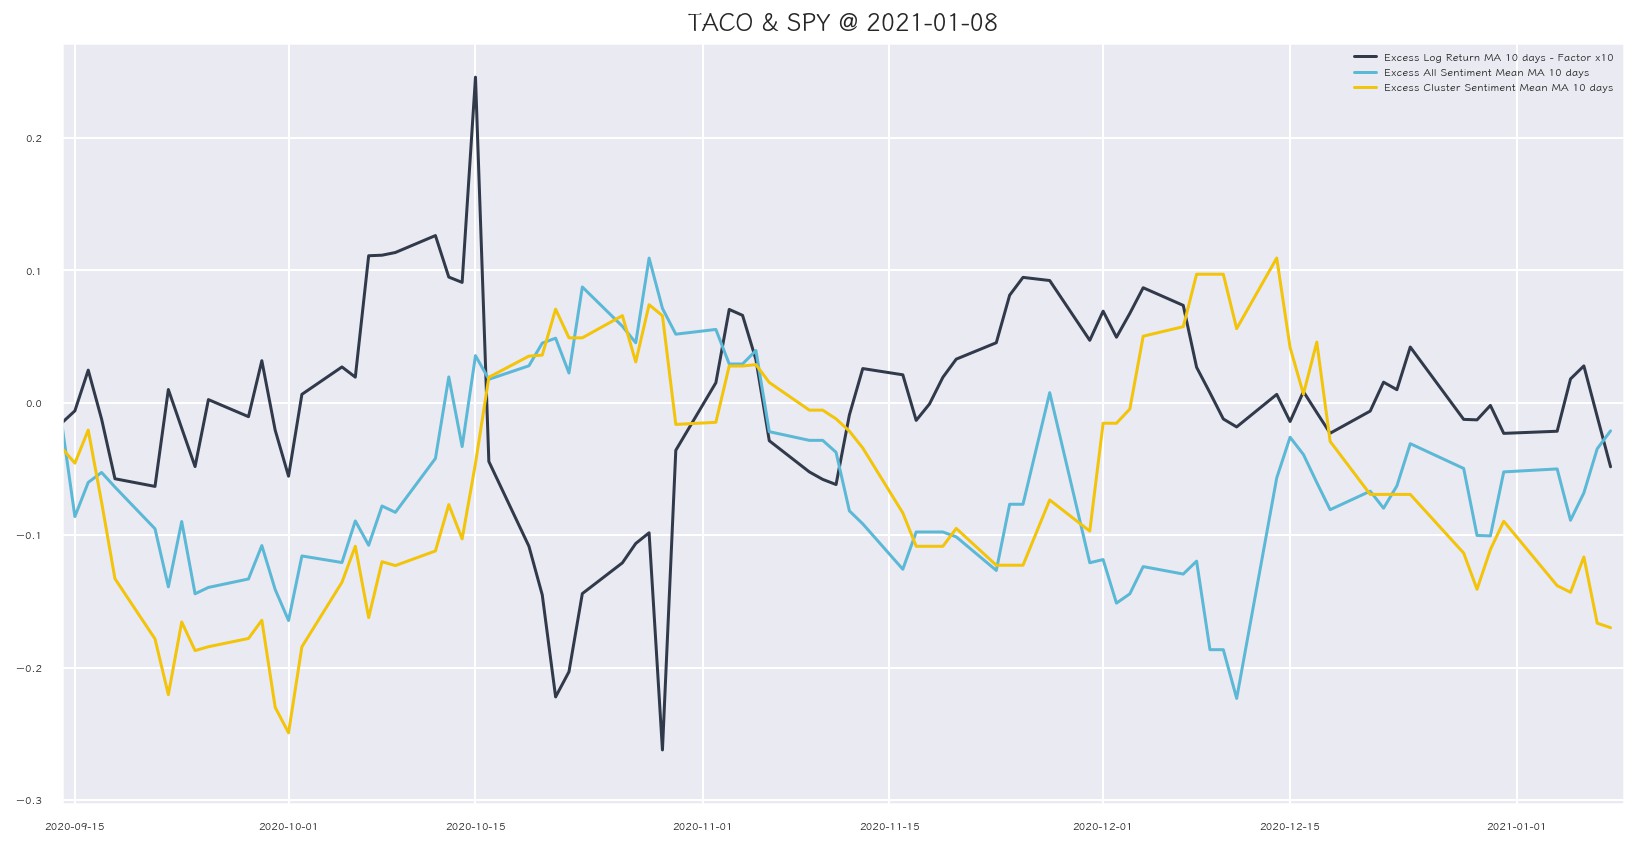 TACO & SPY @ 2021-01-08
Excess Log Return MA 10 days - Factor x10
Excess All Sentiment Mean MA 10 days
Excess Cluster Sentiment Mean MA 10 days
0.2
0.1
0.0
−0.1
−0.2
−0.3
2020-09-15 2020-10-01 2020-10-15 2020-11-01 2020-11-15 2020-12-01 2020-12-15 2021-01-01